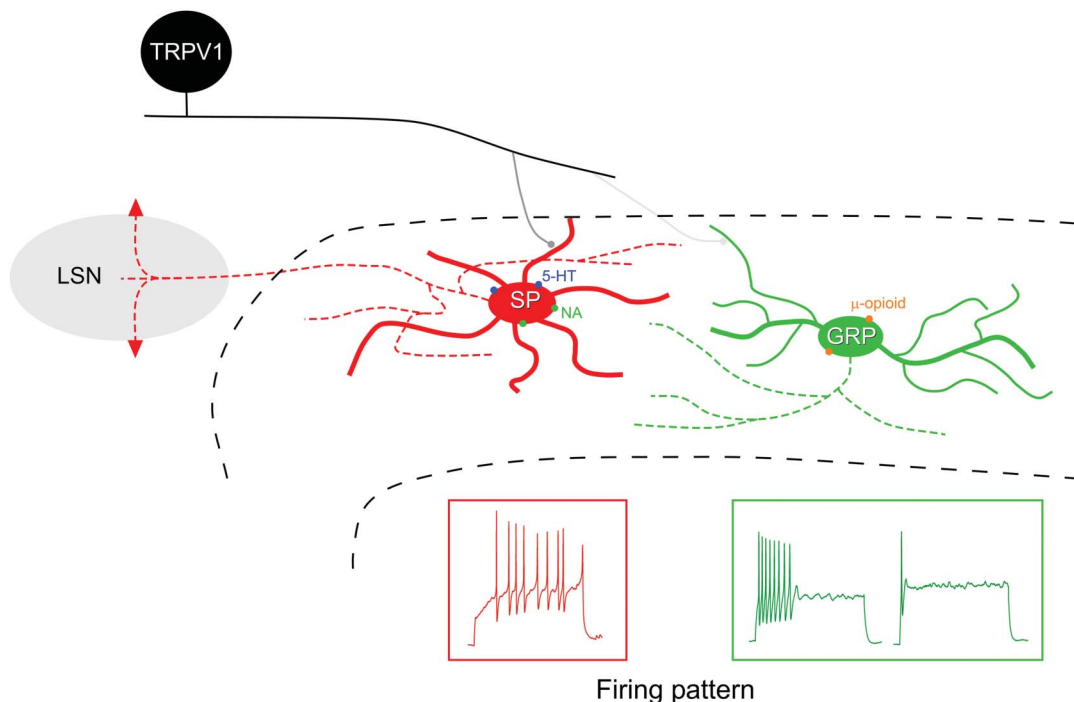 TRPV1
LSN
5-HT
SP
NA
μ-opioid
GRP
Firing pattern